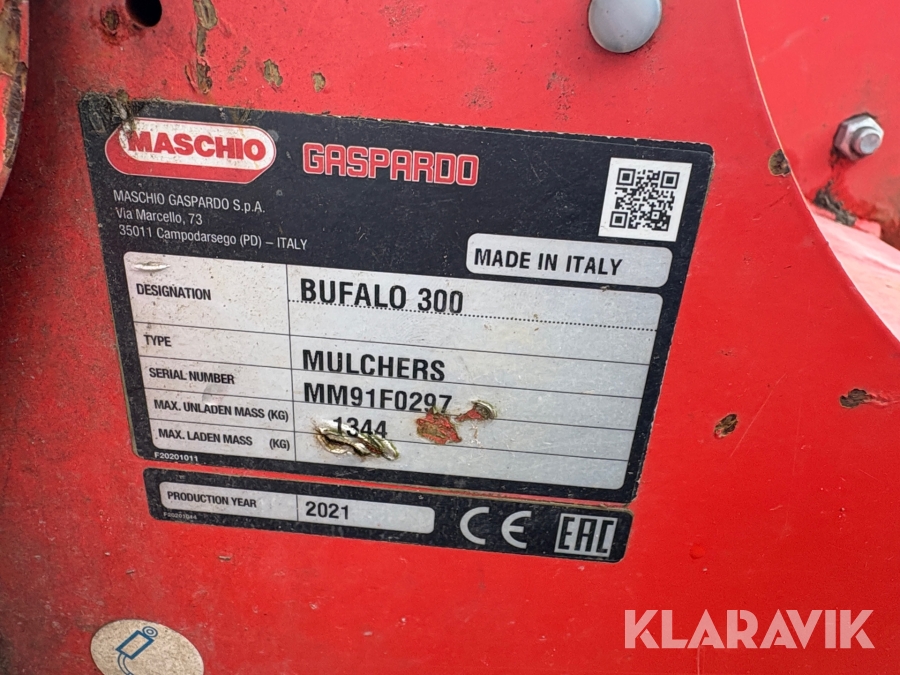 MASCHIO
GASPARDO
MASCHIO GASPARDO S.p.A.
Via Marcello, 73
35011 Campodarsego (PD) – ITALY
MADE IN ITALY
DESIGNATION BUFALO 300
TYPE MULCHERS
SERIAL NUMBER MM91F0297
MAX. UNLADEN MASS (KG) 1344
MAX. LADEN MASS (KG)
F20201011
PRODUCTION YEAR 2021
CE EAC
KLARAVIK